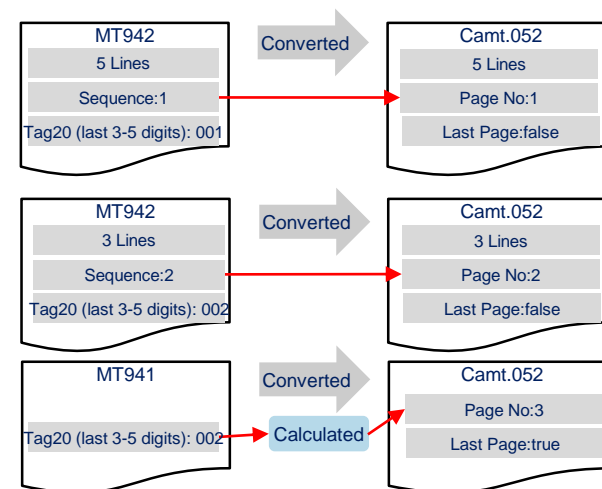 MT942
Converted
Camt.052
5 Lines
5 Lines
Sequence:1
Page No:1
Tag20 (last 3-5 digits): 001
Last Page:false
MT942
Converted
Camt.052
3 Lines
3 Lines
Sequence:2
Page No:2
Tag20 (last 3-5 digits): 002
Last Page:false
MT941
Converted
Camt.052
Page No:3
Tag20 (last 3-5 digits): 002
Calculated
Last Page:true